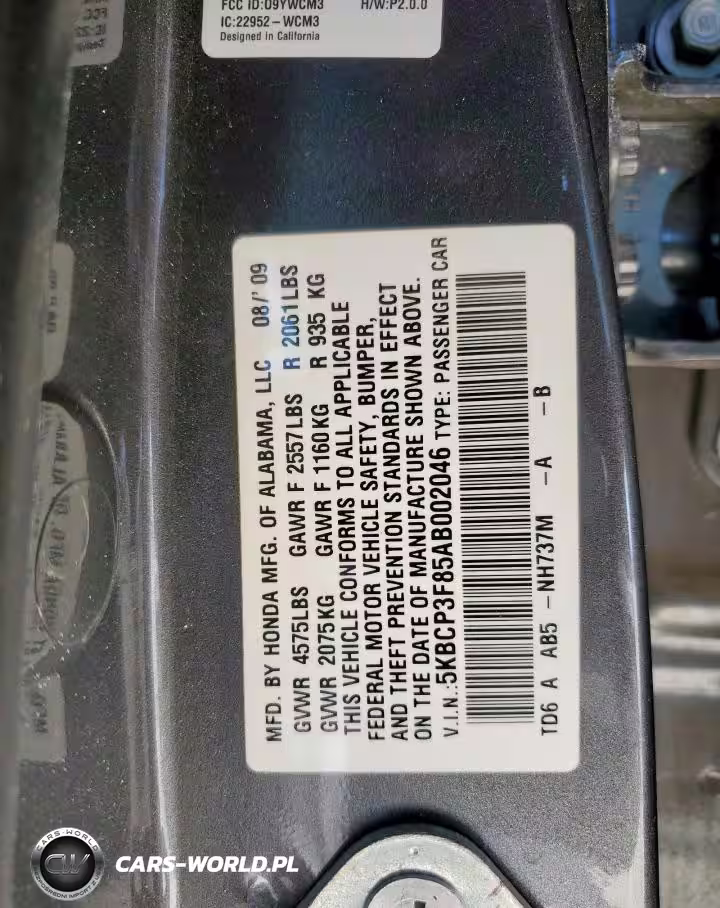 FCC ID:O9YWCM3 H/W:P2.0.0
IC:22952-WCM3
Designed in California
MFD. BY HONDA MFG. OF ALABAMA, LLC 08/'09
GVWR 4575LBS GAWR F 2557LBS R 2061LBS
GVWR 2075KG GAWR F 1160KG R 935 KG
THIS VEHICLE CONFORMS TO ALL APPLICABLE
FEDERAL MOTOR VEHICLE SAFETY, BUMPER,
AND THEFT PREVENTION STANDARDS IN EFFECT
ON THE DATE OF MANUFACTURE SHOWN ABOVE.
V.I.N.:5KBCP3F85AB002046 TYPE: PASSENGER CAR
TD6 A AB5 -NH737M -A -B
CARS-WORLD
CW
CARS-WORLD.PL